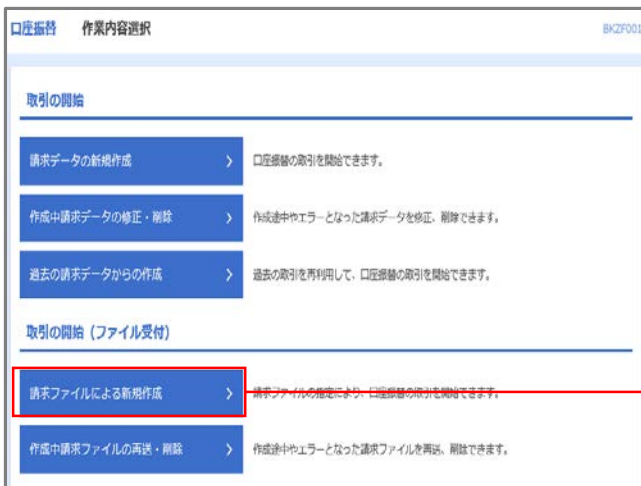 口座振替 作業内容選択 BKZF001
取引の開始
請求データの新規作成 > 口座振替の取引を開始できます。
作成中請求データの修正・削除 > 作成途中やエラーとなった請求データを修正、削除できます。
過去の請求データからの作成 > 過去の取引を再利用して、口座振替の取引を開始できます。
取引の開始（ファイル受付）
請求ファイルによる新規作成 > 請求ファイルの指定により、口座振替の取引を開始できます。
作成中請求ファイルの再送・削除 > 作成途中やエラーとなった請求ファイルを再送、削除できます。